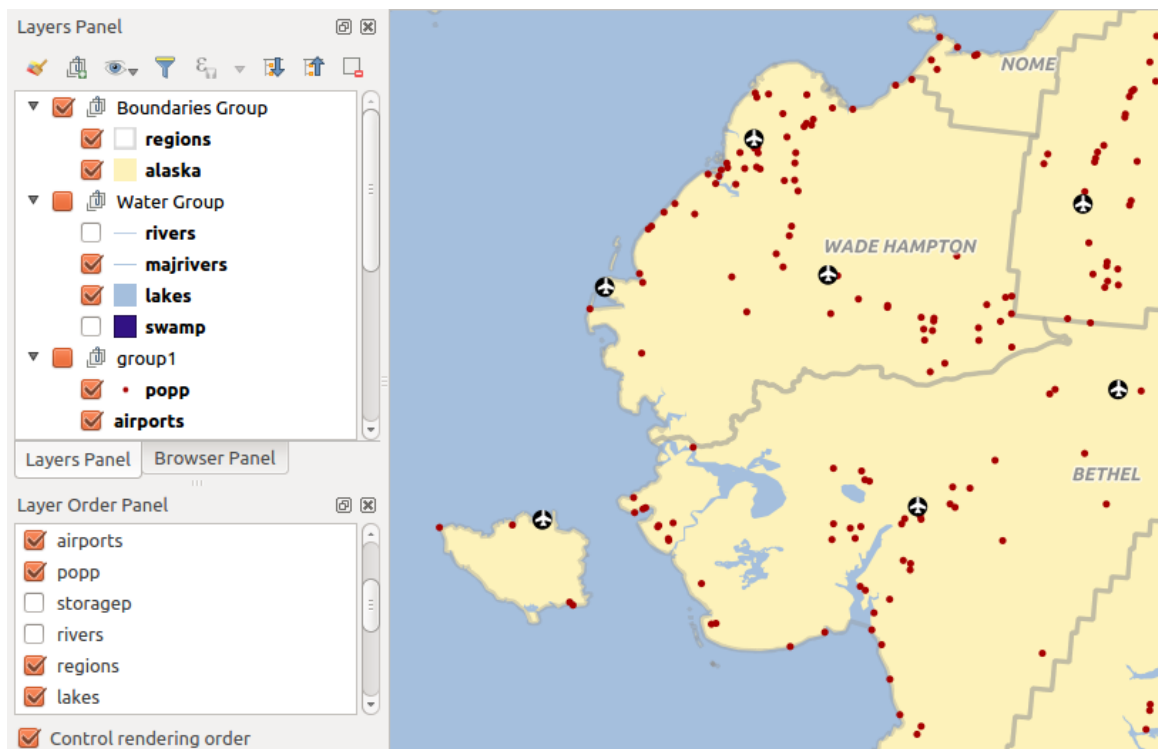 Layers Panel
Boundaries Group
regions
alaska
Water Group
rivers
majrivers
lakes
swamp
group1
popp
airports
Layers Panel
Browser Panel
Layer Order Panel
airports
popp
storagep
rivers
regions
lakes
Control rendering order
NOME
WADE HAMPTON
BETHEL